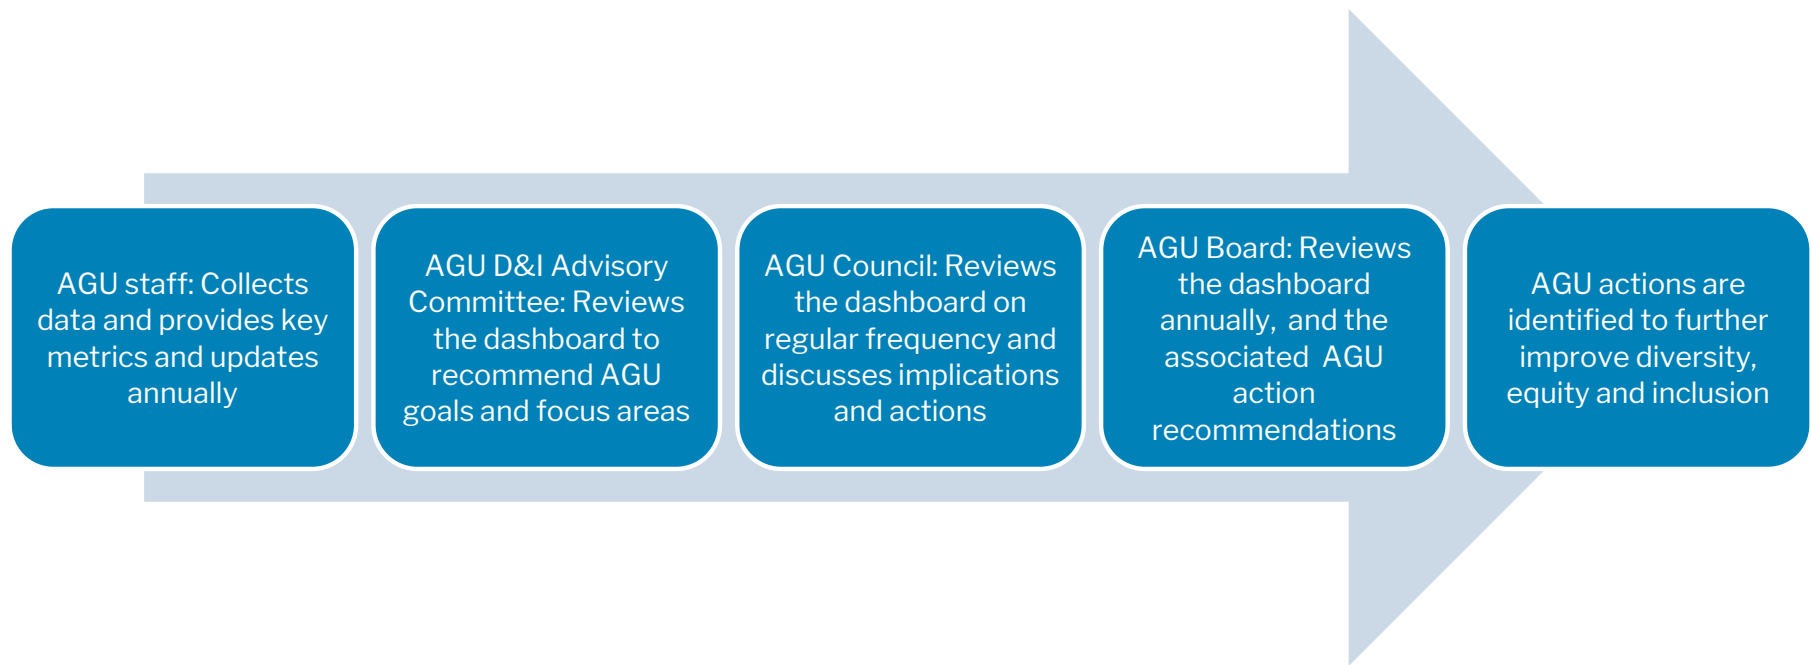 AGU staff: Collects
data and provides key
metrics and updates
annually
AGU D&I Advisory
Committee: Reviews
the dashboard to
recommend AGU
goals and focus areas
AGU Council: Reviews
the dashboard on
regular frequency and
discusses implications
and actions
AGU Board: Reviews
the dashboard
annually,  and the
associated  AGU
action
recommendations
AGU actions are
identified to further
improve diversity,
equity and inclusion